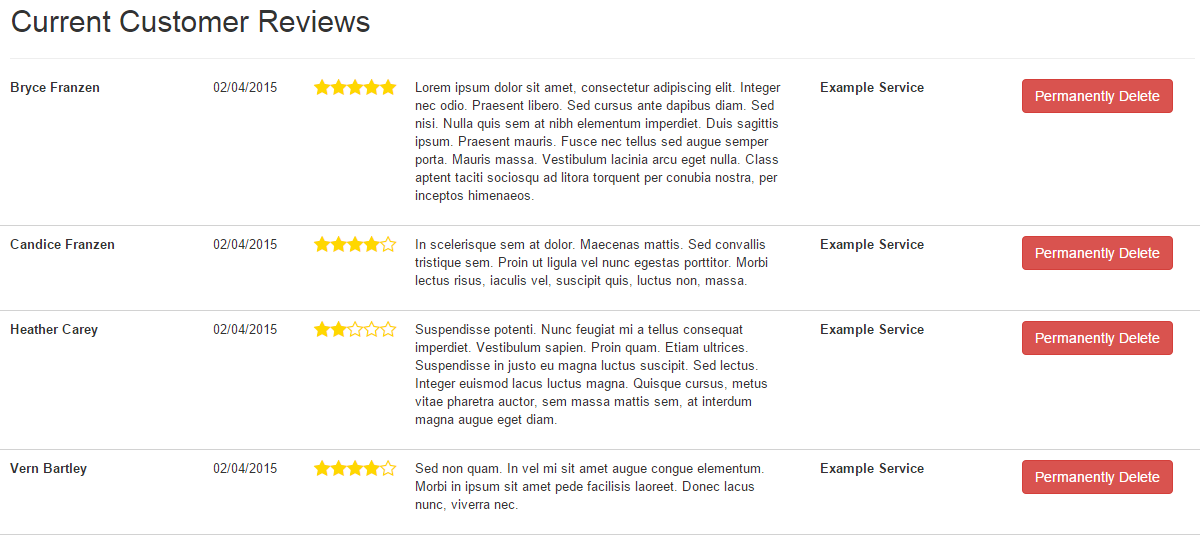 Current Customer Reviews
Bryce Franzen 02/04/2015 Lorem ipsum dolor sit amet, consectetur adipiscing elit. Integer Example Service Permanently Delete
nec odio. Praesent libero. Sed cursus ante dapibus diam. Sed
nisi. Nulla quis sem at nibh elementum imperdiet. Duis sagittis
ipsum. Praesent mauris. Fusce nec tellus sed augue semper
porta. Mauris massa. Vestibulum lacinia arcu eget nulla. Class
aptent taciti sociosqu ad litora torquent per conubia nostra, per
inceptos himenaeos.
Candice Franzen 02/04/2015 In scelerisque sem at dolor. Maecenas mattis. Sed convallis Example Service Permanently Delete
tristique sem. Proin ut ligula vel nunc egestas porttitor. Morbi
lectus risus, iaculis vel, suscipit quis, luctus non, massa.
Heather Carey 02/04/2015 Suspendisse potenti. Nunc feugiat mi a tellus consequat Example Service Permanently Delete
imperdiet. Vestibulum sapien. Proin quam. Etiam ultrices.
Suspendisse in justo eu magna luctus suscipit. Sed lectus.
Integer euismod lacus luctus magna. Quisque cursus, metus
vitae pharetra auctor, sem massa mattis sem, at interdum
magna augue eget diam.
Vern Bartley 02/04/2015 Sed non quam. In vel mi sit amet augue congue elementum. Example Service Permanently Delete
Morbi in ipsum sit amet pede facilisis laoreet. Donec lacus
nunc, viverra nec.